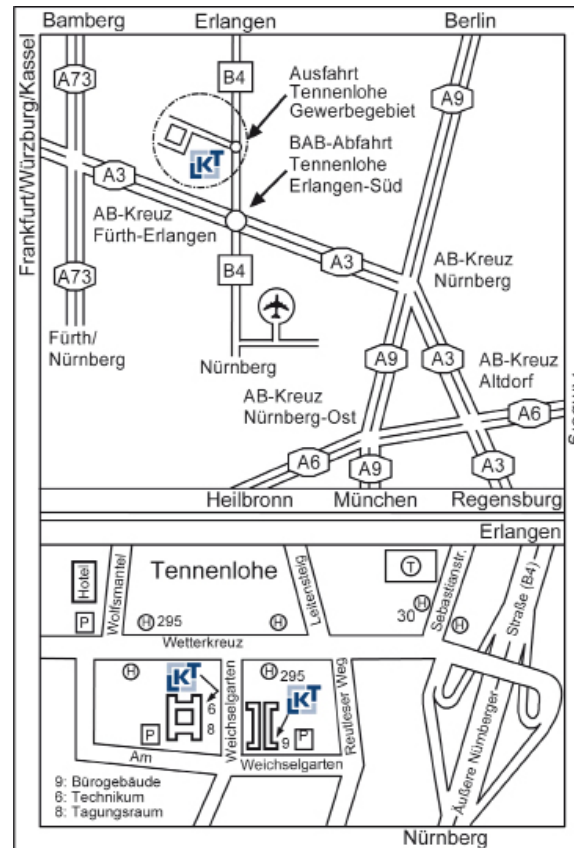 Bamberg
Erlangen
Berlin
Frankfurt/Würzburg/Kassel
A73
B4
A9
Ausfahrt
Tennenlohe
Gewerbegebiet
LKT
BAB-Abfahrt
Tennenlohe
Erlangen-Süd
A3
AB-Kreuz
Fürth-Erlangen
A73
B4
A3
AB-Kreuz
Nürnberg
Fürth/
Nürnberg
Nürnberg
A9
A3
AB-Kreuz
Altdorf
AB-Kreuz
Nürnberg-Ost
A6
A6
A9
A3
Heilbronn
München
Regensburg
Erlangen
Hotel
P
Wolfsmantel
Tennenlohe
Leitensteig
T
Sebastianstr.
Straße (B4)
H 295
H
30 H
H
Wetterkreuz
H
LKT
6
8
P
Weichselgarten
H 295
LKT
9
P
Reutleser Weg
Äußere Nürnberger
Am
Weichselgarten
9: Bürogebäude
6: Technikum
8: Tagungsraum
Nürnberg